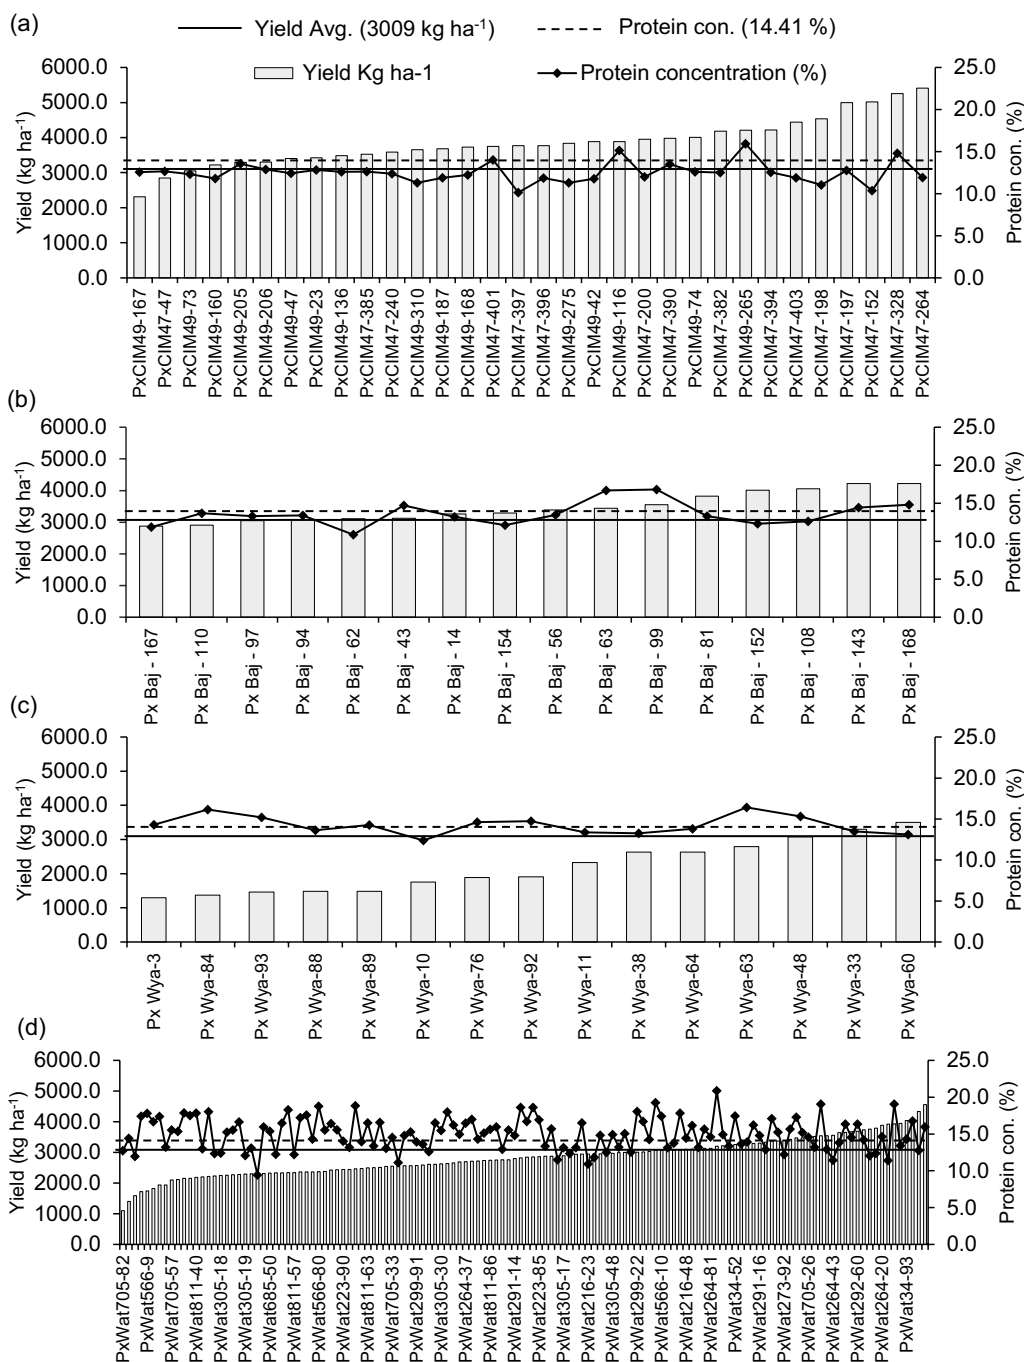 (a)
Yield Avg. (3009 kg ha-1)
Protein con. (14.41 %)
Yield Kg ha-1
Protein concentration (%)
Yield (kg ha-1)
6000.0
5000.0
4000.0
3000.0
2000.0
1000.0
0.0
25.0
20.0
15.0
10.0
5.0
0.0
Protein con. (%)
PxCIM49-167
PxCIM47-47
PxCIM49-73
PxCIM49-160
PxCIM49-205
PxCIM49-206
PxCIM49-47
PxCIM49-23
PxCIM49-136
PxCIM47-385
PxCIM47-240
PxCIM49-310
PxCIM49-187
PxCIM49-168
PxCIM47-401
PxCIM47-397
PxCIM47-396
PxCIM49-275
PxCIM49-42
PxCIM49-116
PxCIM47-200
PxCIM47-390
PxCIM49-74
PxCIM47-382
PxCIM49-265
PxCIM47-394
PxCIM47-403
PxCIM47-198
PxCIM47-197
PxCIM47-152
PxCIM47-328
PxCIM47-264
(b)
Yield (kg ha-1)
6000.0
5000.0
4000.0
3000.0
2000.0
1000.0
0.0
25.0
20.0
15.0
10.0
5.0
0.0
Protein con. (%)
Px Baj - 167
Px Baj - 110
Px Baj - 97
Px Baj - 94
Px Baj - 62
Px Baj - 43
Px Baj - 14
Px Baj - 154
Px Baj - 56
Px Baj - 63
Px Baj - 99
Px Baj - 81
Px Baj - 152
Px Baj - 108
Px Baj - 143
Px Baj - 168
(c)
Yield (kg ha-1)
6000.0
5000.0
4000.0
3000.0
2000.0
1000.0
0.0
25.0
20.0
15.0
10.0
5.0
0.0
Protein con. (%)
Px Wya-3
Px Wya-84
Px Wya-93
Px Wya-88
Px Wya-89
Px Wya-10
Px Wya-76
Px Wya-92
Px Wya-11
Px Wya-38
Px Wya-64
Px Wya-63
Px Wya-48
Px Wya-33
Px Wya-60
(d)
Yield (kg ha-1)
6000.0
5000.0
4000.0
3000.0
2000.0
1000.0
0.0
25.0
20.0
15.0
10.0
5.0
0.0
Protein con. (%)
PxWat705-82
PxWat566-9
PxWat705-57
PxWat811-40
PxWat305-18
PxWat305-19
PxWat685-50
PxWat811-57
PxWat566-80
PxWat223-90
PxWat811-63
PxWat705-33
PxWat299-91
PxWat305-30
PxWat264-37
PxWat811-86
PxWat291-14
PxWat223-85
PxWat305-17
PxWat216-23
PxWat305-48
PxWat299-22
PxWat566-10
PxWat216-48
PxWat264-81
PxWat34-52
PxWat291-16
PxWat273-92
PxWat705-26
PxWat264-43
PxWat292-60
PxWat264-20
PxWat34-93